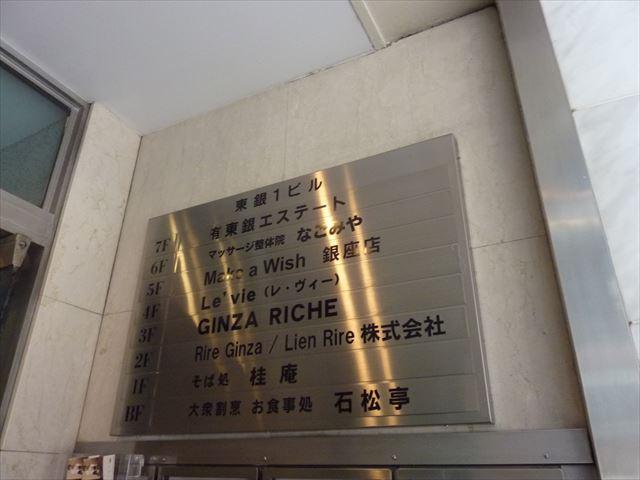 東銀1ビル
7F 有東銀エステート
6F マッサージ整体院 なごみや
5F Make a Wish 銀座店
4F Le'vie (レ・ヴィー)
3F GINZA RICHE
2F Rire Ginza / Lien Rire 株式会社
1F そば処 桂庵
BF 大衆割烹 お食事処 石松亭